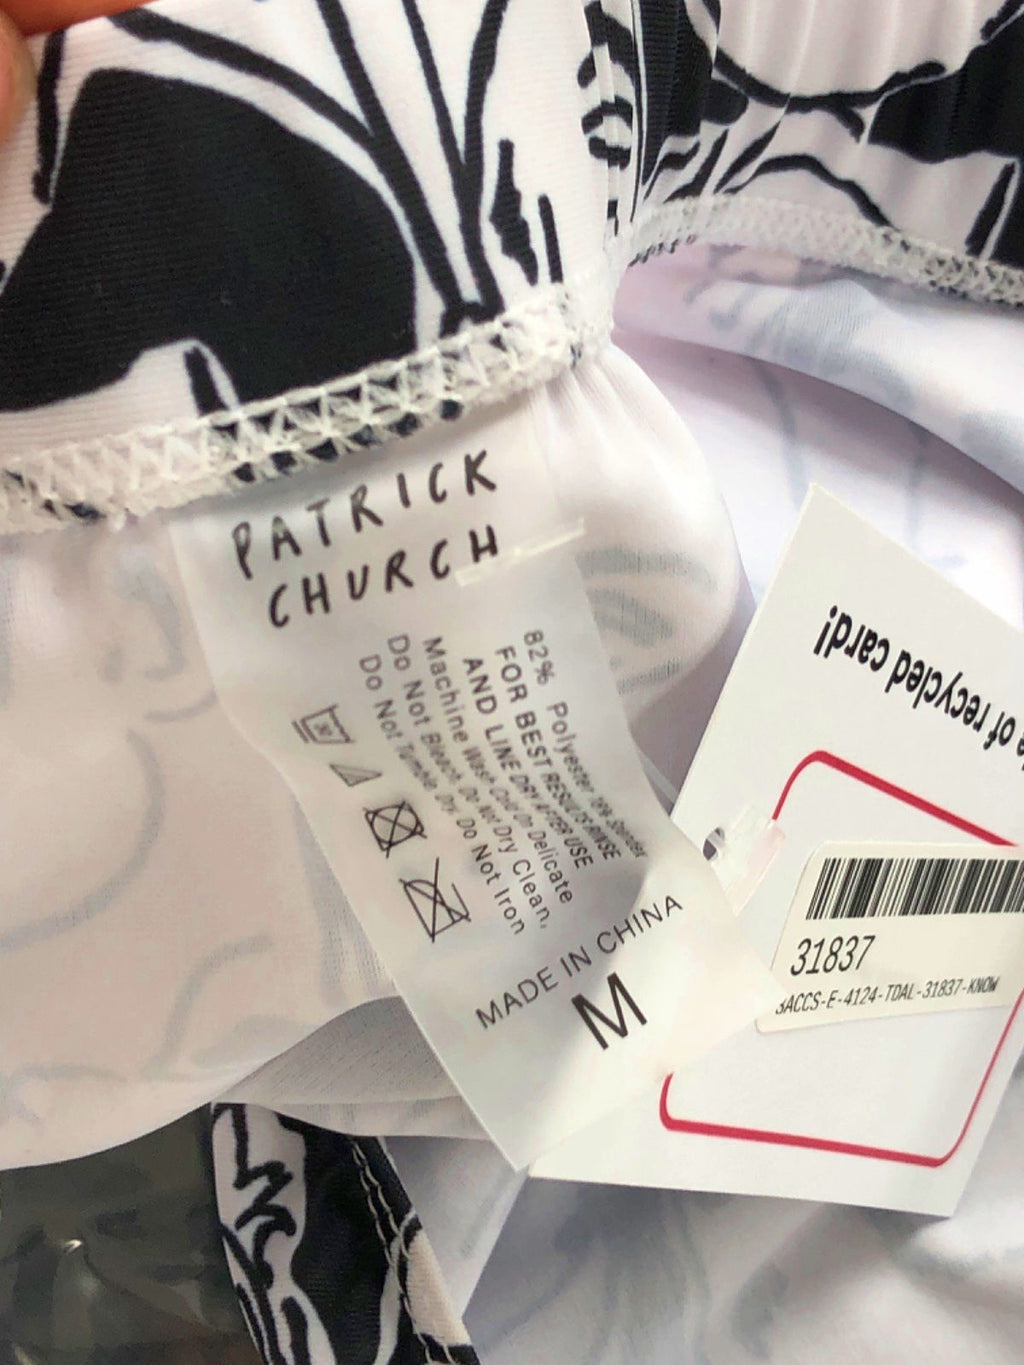 PATRICK
CHURCH
82% Polyester 18% Spandex
FOR BEST RESULTS RINSE
AND LINE DRY AFTER USE
Machine Wash Cold On Delicate
Do Not Bleach, Do Not Dry Clean,
Do Not Tumble Dry, Do Not Iron
30
MADE IN CHINA
M
of recycled card!
31837
SACCS-E-4124-TDAL-31837-KNOW